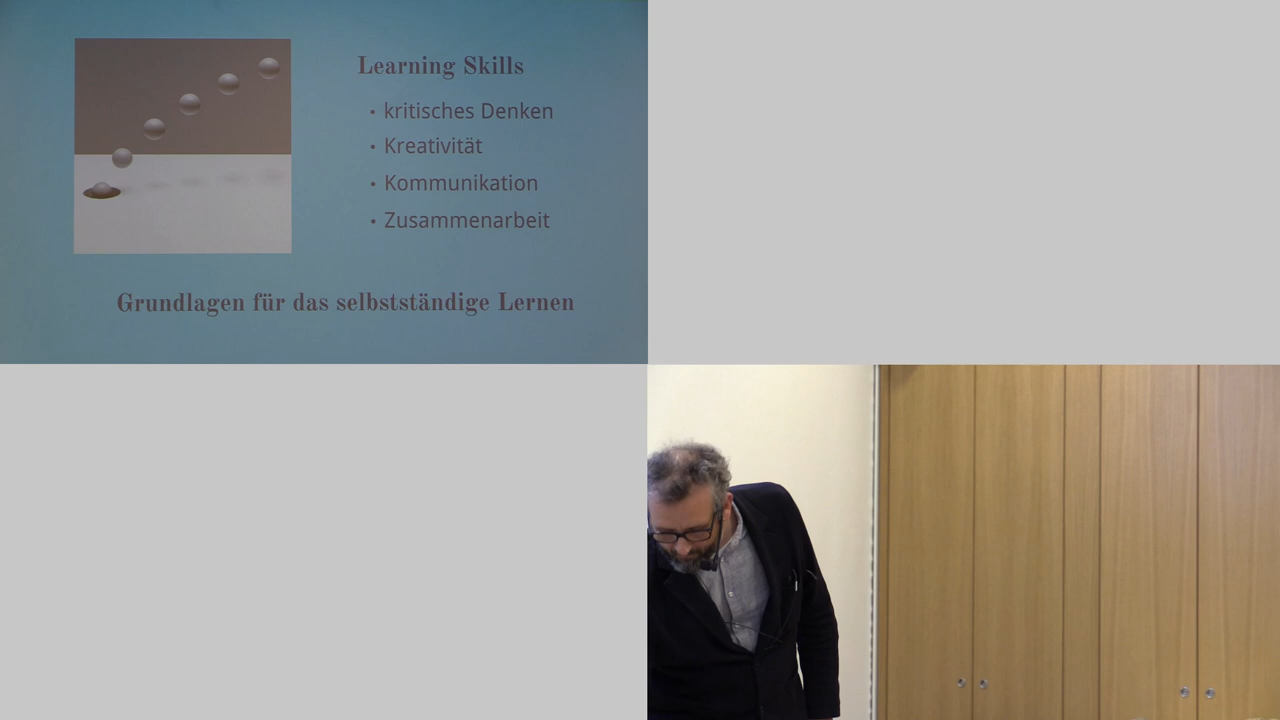 Learning Skills
• kritisches Denken
• Kreativität
• Kommunikation
• Zusammenarbeit
Grundlagen für das selbstständige Lernen